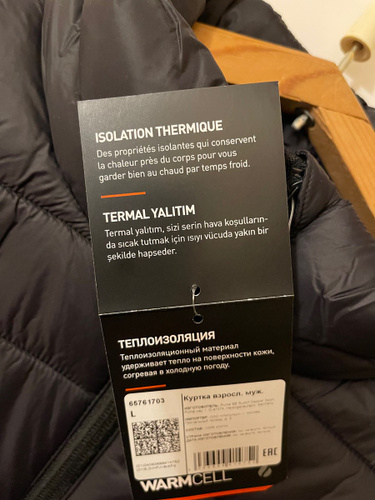 ISOLATION THERMIQUE
Des propriétés isolantes qui conservent
la chaleur près du corps pour vous
garder bien au chaud par temps froid.
TERMAL YALITIM
Termal yalıtım, sizi serin hava koşulların-
da sıcak tutmak için ısıyı vücuda yakın bir
şekilde hapseder.
ТЕПЛОИЗОЛЯЦИЯ
Теплоизоляционный материал
удерживает тепло на поверхности кожи,
согревая в холодную погоду.
65761703
L
Куртка взросл. муж.
EAC
WARMCELL